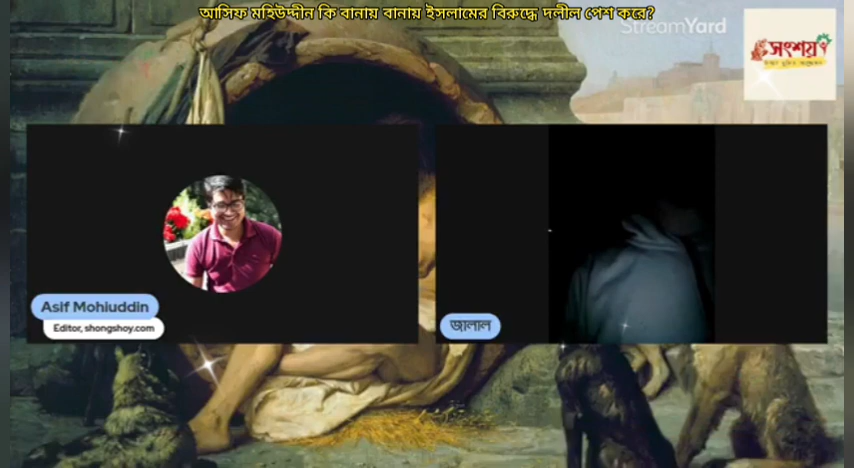 আসিফ মহিউদ্দীন কি বানায় বানায় ইসলামের বিরুদ্ধে দলীল পেশ করে?
StreamYard
সংশয়
Asif Mohiuddin
Editor, shongshoy.com
জালাল